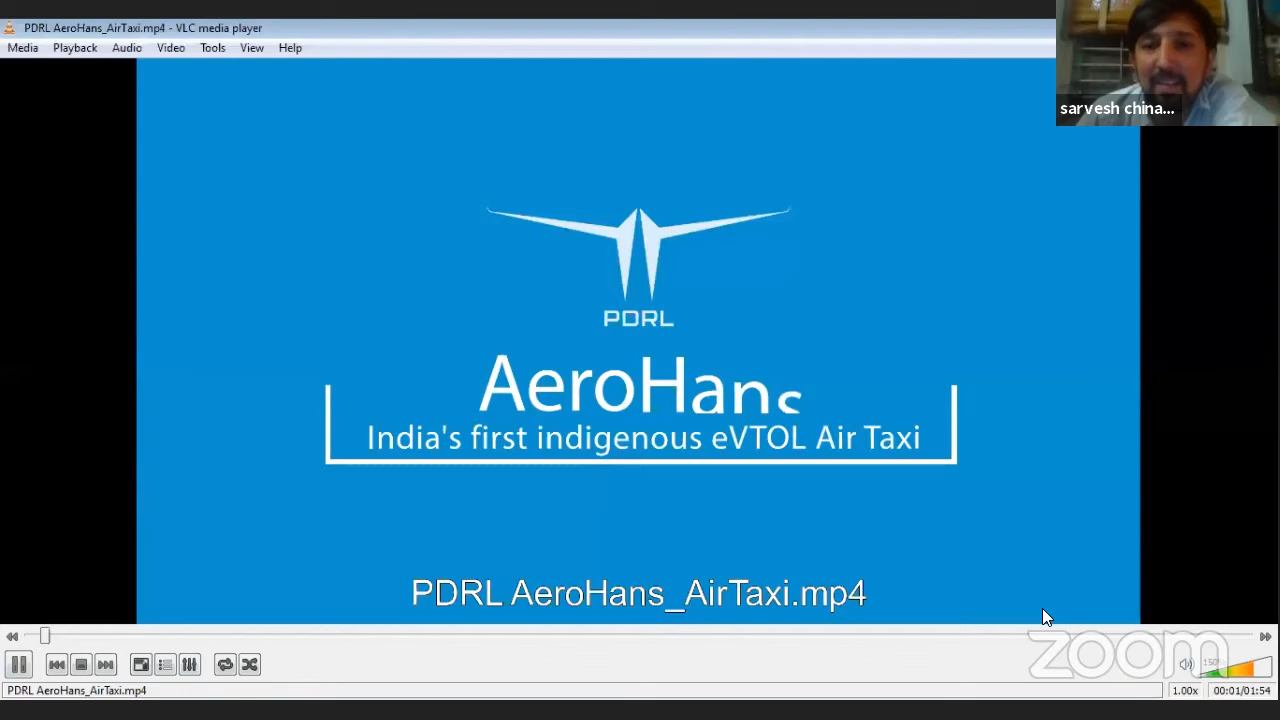 PDRL AeroHans_AirTaxi.mp4 - VLC media player
Media Playback Audio Video Tools View Help
sarvesh china...
PDRL
AeroHans
India's first indigenous eVTOL Air Taxi
PDRL AeroHans_AirTaxi.mp4
zoom
150%
PDRL AeroHans_AirTaxi.mp4
1.00x
00:01/01:54